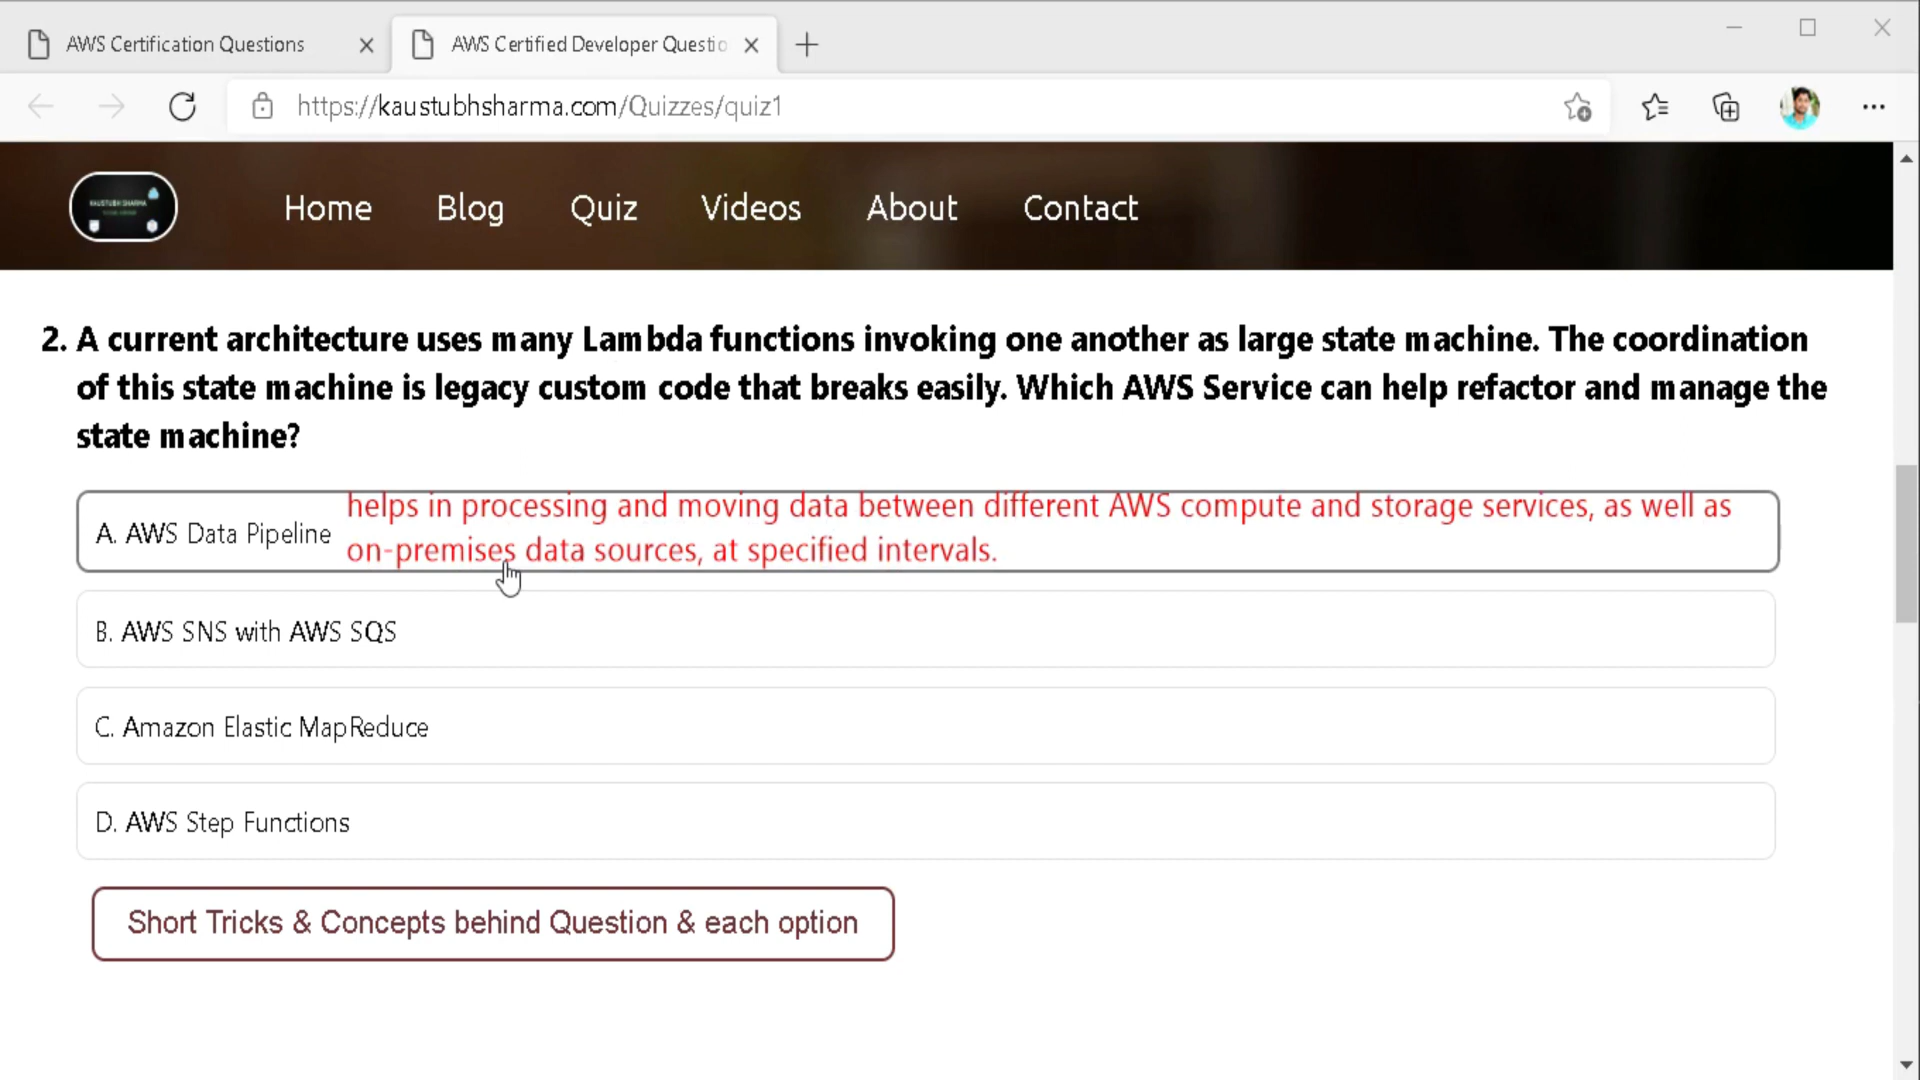 AWS Certification Questions
AWS Certified Developer Questio
https://kaustubhsharma.com/Quizzes/quiz1
KAUSTUBH SHARMA
Home Blog Quiz Videos About Contact
2. A current architecture uses many Lambda functions invoking one another as large state machine. The coordination
of this state machine is legacy custom code that breaks easily. Which AWS Service can help refactor and manage the
state machine?
A. AWS Data Pipeline
helps in processing and moving data between different AWS compute and storage services, as well as
on-premises data sources, at specified intervals.
B. AWS SNS with AWS SQS
C. Amazon Elastic MapReduce
D. AWS Step Functions
Short Tricks & Concepts behind Question & each option